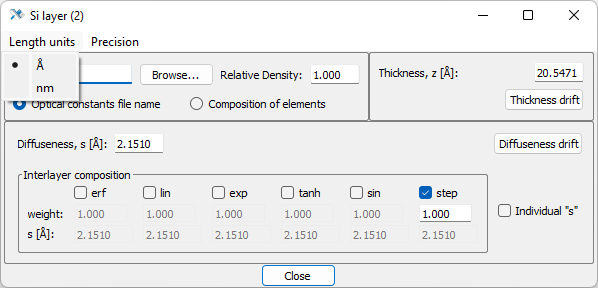 Si layer (2)
Length units Precision
Å
nm
Browse... Relative Density: 1.000
Optical constants file name Composition of elements
Thickness, z [Å]: 20.5471
Thickness drift
Diffuseness, s [Å]: 2.1510 Diffuseness drift
Interlayer composition
erf lin exp tanh sin step
weight: 1.000 1.000 1.000 1.000 1.000 1.000
s [Å]: 2.1510 2.1510 2.1510 2.1510 2.1510 2.1510
Individual "s"
Close